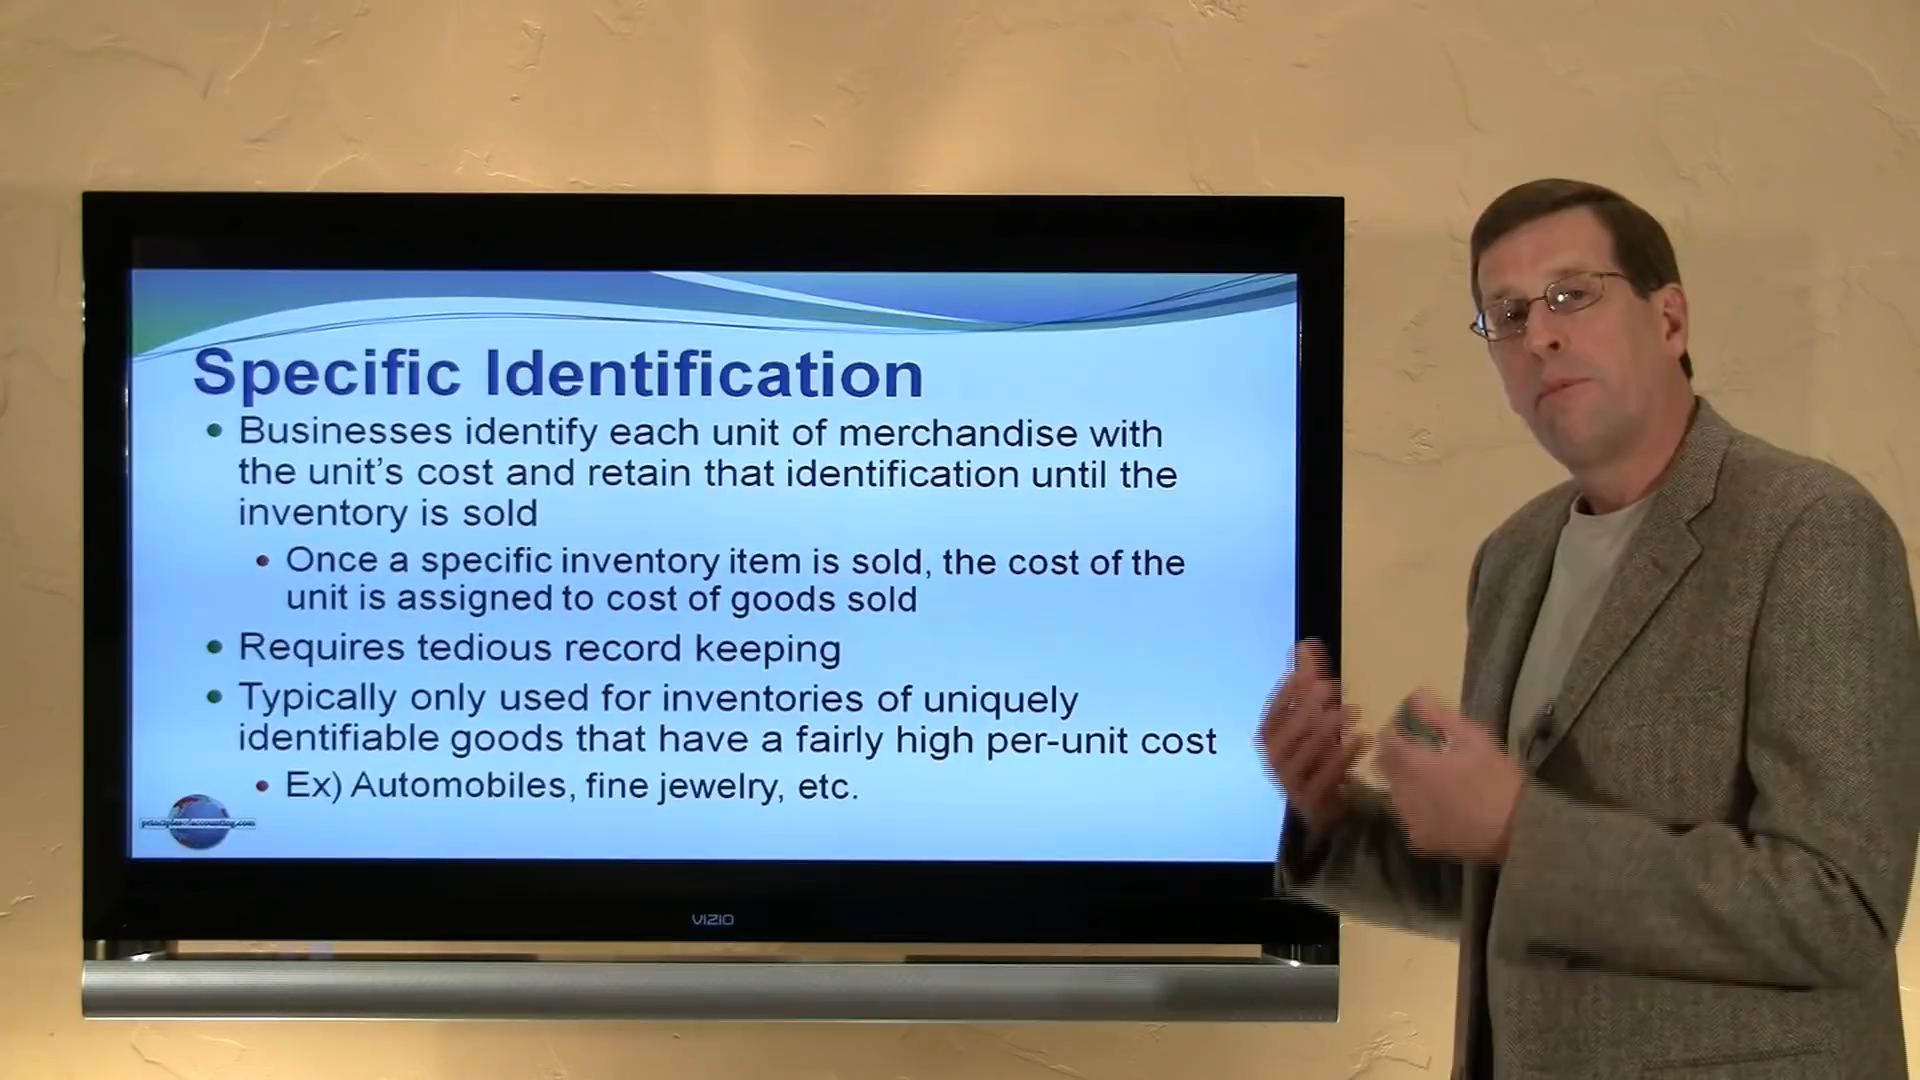 Specific Identification
• Businesses identify each unit of merchandise with
the unit's cost and retain that identification until the
inventory is sold
• Once a specific inventory item is sold, the cost of the
unit is assigned to cost of goods sold
• Requires tedious record keeping
• Typically only used for inventories of uniquely
identifiable goods that have a fairly high per-unit cost
• Ex) Automobiles, fine jewelry, etc.
principlesofaccounting.com
VIZIO